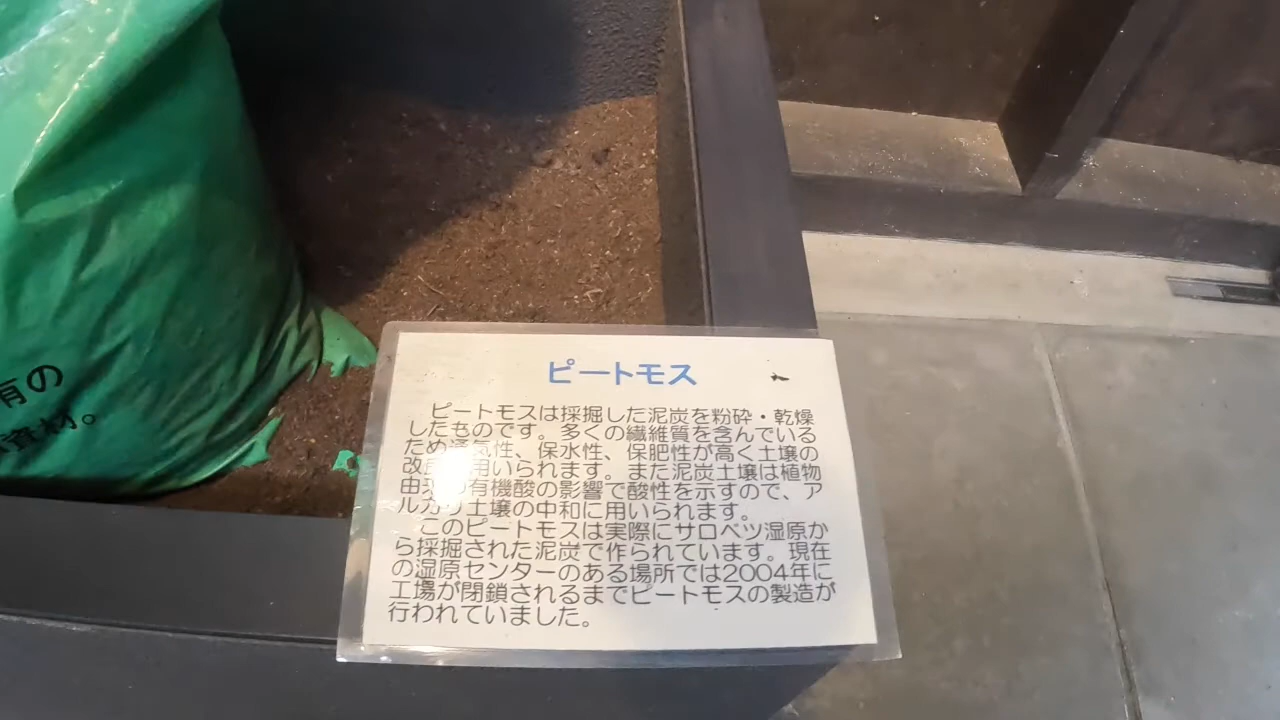 有の
資材。
ピートモス
ピートモスは採掘した泥炭を粉砕・乾燥
したものです。多くの繊維質を含んでいる
ため通気性、保水性、保肥性が高く土壌の
改良に用いられます。また泥炭土壌は植物
由来の有機酸の影響で酸性を示すので、ア
ルカリ土壌の中和に用いられます。
このピートモスは実際にサロベツ湿原か
ら採掘された泥炭で作られています。現在
の湿原センターのある場所では2004年に
工場が閉鎖されるまでピートモスの製造が
行われていました。